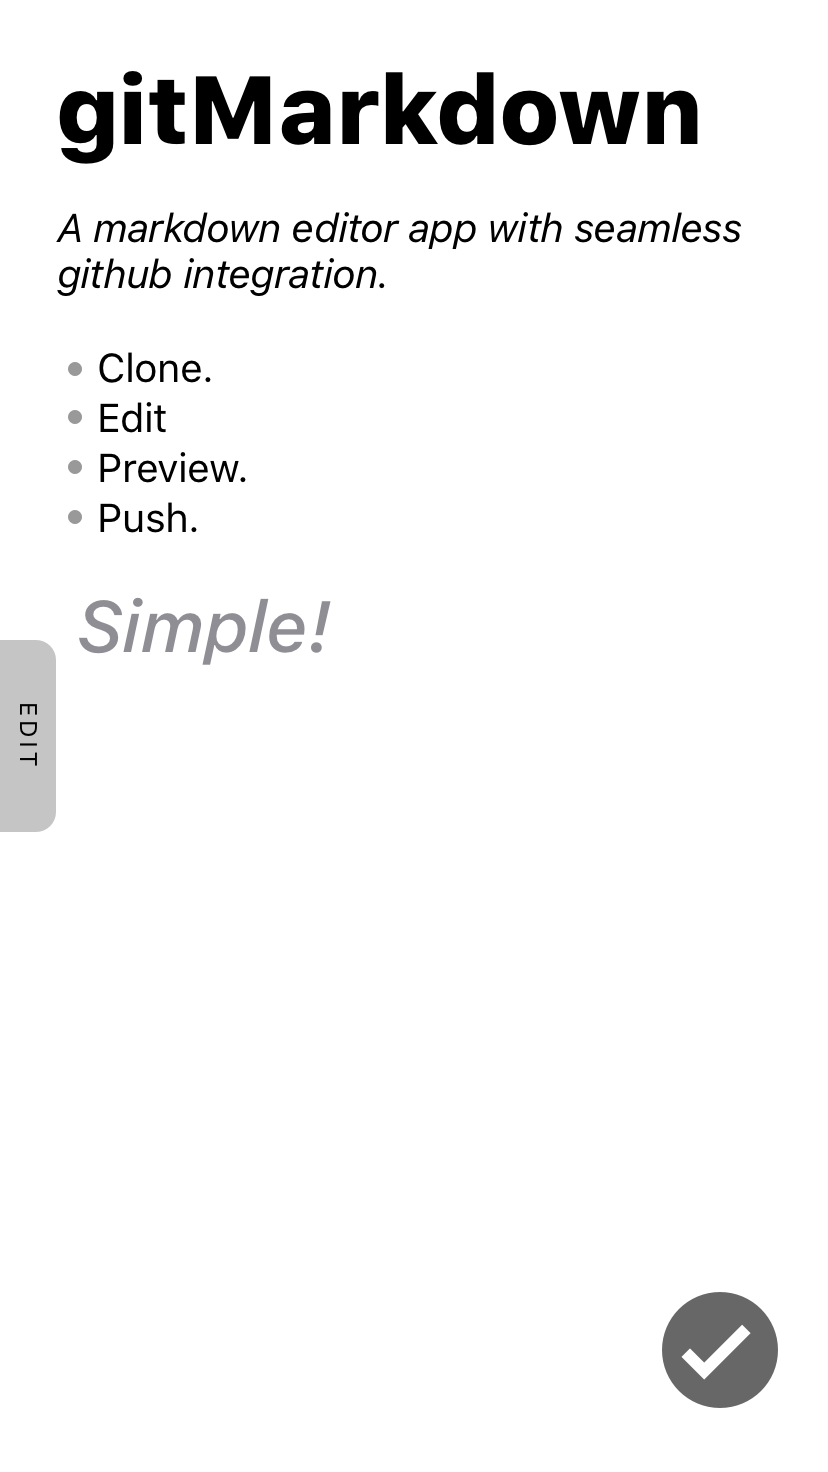 gitMarkdown
A markdown editor app with seamless
github integration.
Clone.
Edit
Preview.
Push.
Simple!
EDIT